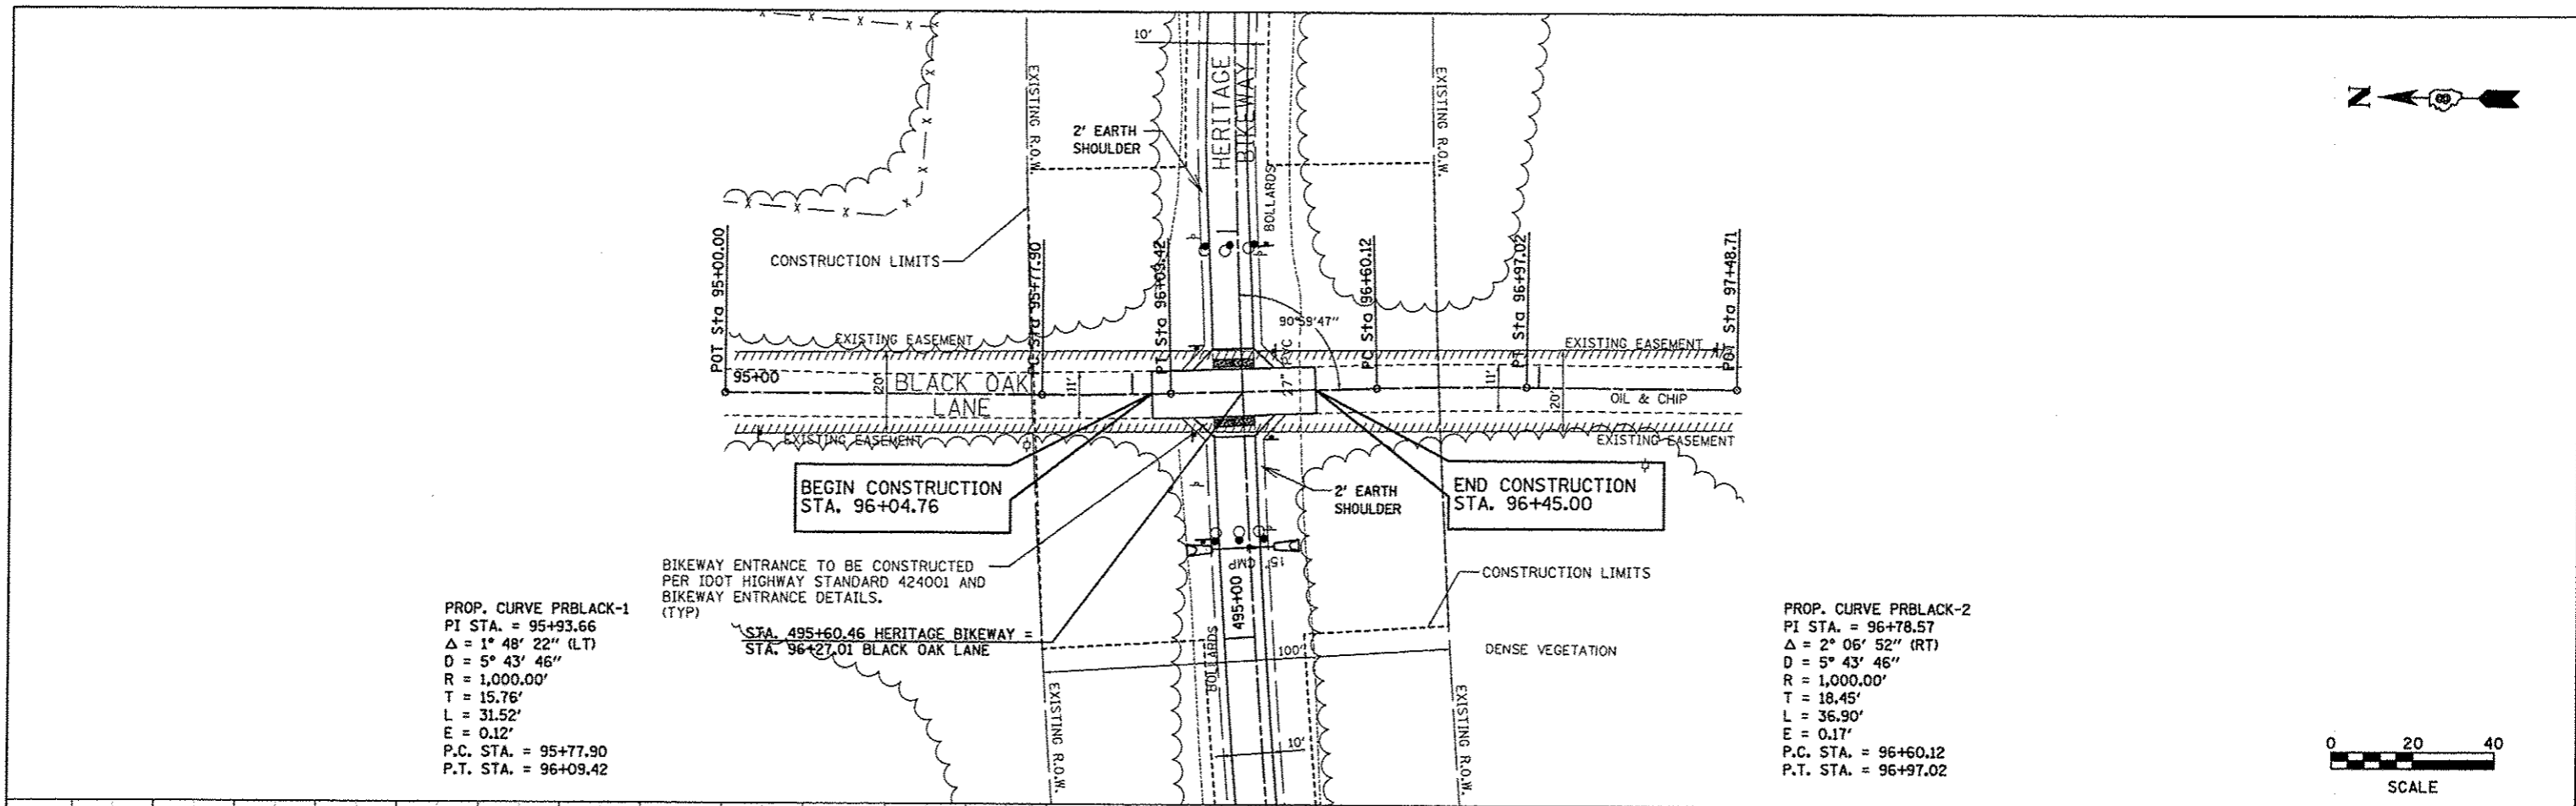 10'
HERITAGE
BIKEWAY
EXISTING R.O.W.
EXISTING R.O.W.
N
2' EARTH
SHOULDER
BOLLARDS
CONSTRUCTION LIMITS
POT Sta 95+00.00
PC Sta 95+77.90
PT Sta 96+09.42
PC Sta 96+60.12
PT Sta 96+97.02
POT Sta 97+48.71
90°59'47"
EXISTING EASEMENT
EXISTING EASEMENT
95+00
20'
BLACK OAK
LANE
11'
27" PVC
11'
20'
OIL & CHIP
EXISTING EASEMENT
EXISTING EASEMENT
BEGIN CONSTRUCTION
STA. 96+04.76
2' EARTH
SHOULDER
END CONSTRUCTION
STA. 96+45.00
BIKEWAY ENTRANCE TO BE CONSTRUCTED
PER IDOT HIGHWAY STANDARD 424001 AND
BIKEWAY ENTRANCE DETAILS.
(TYP)
15" CMP
495+00
CONSTRUCTION LIMITS
STA. 495+60.46 HERITAGE BIKEWAY =
STA. 96+27.01 BLACK OAK LANE
BOLLARDS
100'
DENSE VEGETATION
EXISTING R.O.W.
EXISTING R.O.W.
10'
PROP. CURVE PRBLACK-1
PI STA. = 95+93.66
Δ = 1° 48' 22" (LT)
D = 5° 43' 46"
R = 1,000.00'
T = 15.76'
L = 31.52'
E = 0.12'
P.C. STA. = 95+77.90
P.T. STA. = 96+09.42
PROP. CURVE PRBLACK-2
PI STA. = 96+78.57
Δ = 2° 06' 52" (RT)
D = 5° 43' 46"
R = 1,000.00'
T = 18.45'
L = 36.90'
E = 0.17'
P.C. STA. = 96+60.12
P.T. STA. = 96+97.02
0 20 40
SCALE